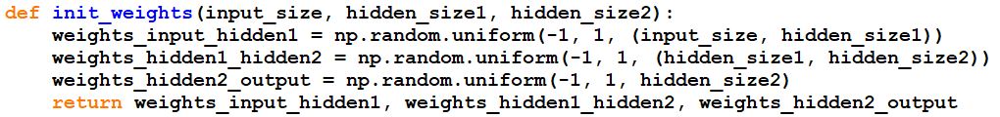 def init_weights(input_size, hidden_size1, hidden_size2):
    weights_input_hidden1 = np.random.uniform(-1, 1, (input_size, hidden_size1))
    weights_hidden1_hidden2 = np.random.uniform(-1, 1, (hidden_size1, hidden_size2))
    weights_hidden2_output = np.random.uniform(-1, 1, hidden_size2)
    return weights_input_hidden1, weights_hidden1_hidden2, weights_hidden2_output